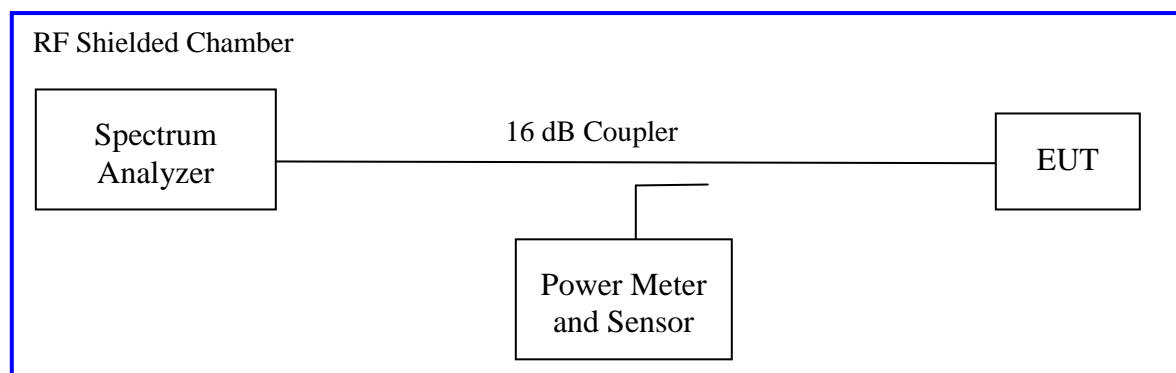 RF Shielded Chamber
Spectrum
Analyzer
16 dB Coupler
EUT
Power Meter
and Sensor